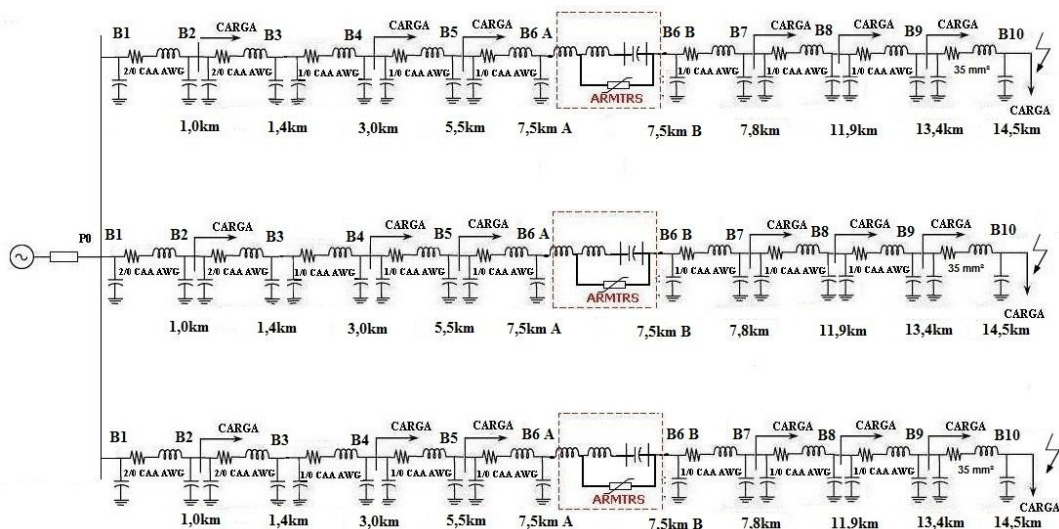 CARGA CARGA CARGA CARGA CARGA CARGA
B1 B2 B3 B4 B5 B6 A B6 B B7 B8 B9 B10
2/0 CAA AWG 2/0 CAA AWG 1/0 CAA AWG 1/0 CAA AWG 1/0 CAA AWG 1/0 CAA AWG 1/0 CAA AWG 1/0 CAA AWG 35 mm²
ARMTRS
CARGA
1,0km 1,4km 3,0km 5,5km 7,5km A 7,5km B 7,8km 11,9km 13,4km 14,5km
CARGA CARGA CARGA CARGA CARGA CARGA
P0 B1 B2 B3 B4 B5 B6 A B6 B B7 B8 B9 B10
2/0 CAA AWG 2/0 CAA AWG 1/0 CAA AWG 1/0 CAA AWG 1/0 CAA AWG 1/0 CAA AWG 1/0 CAA AWG 1/0 CAA AWG 35 mm²
ARMTRS
CARGA
1,0km 1,4km 3,0km 5,5km 7,5km A 7,5km B 7,8km 11,9km 13,4km 14,5km
CARGA CARGA CARGA CARGA CARGA CARGA
B1 B2 B3 B4 B5 B6 A B6 B B7 B8 B9 B10
2/0 CAA AWG 2/0 CAA AWG 1/0 CAA AWG 1/0 CAA AWG 1/0 CAA AWG 1/0 CAA AWG 1/0 CAA AWG 1/0 CAA AWG 35 mm²
ARMTRS
CARGA
1,0km 1,4km 3,0km 5,5km 7,5km A 7,5km B 7,8km 11,9km 13,4km 14,5km